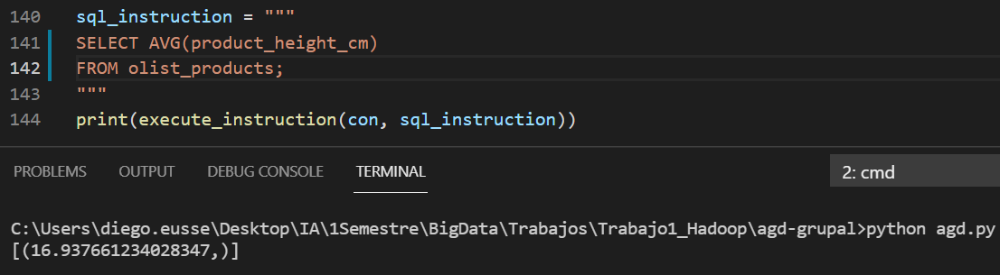 140 sql_instruction = """
141 SELECT AVG(product_height_cm)
142 FROM olist_products;
143 """
144 print(execute_instruction(con, sql_instruction))
PROBLEMS OUTPUT DEBUG CONSOLE TERMINAL 2: cmd
C:\Users\diego.eusse\Desktop\IA\1Semestre\BigData\Trabajos\Trabajo1_Hadoop\agd-grupal>python agd.py
[(16.937661234028347,)]